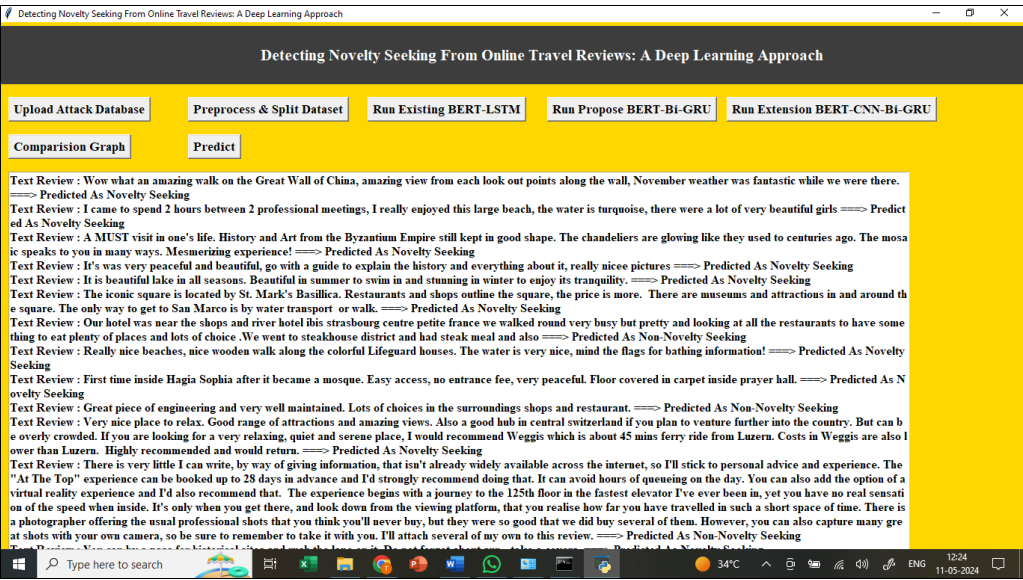 Detecting Novelty Seeking From Online Travel Reviews: A Deep Learning Approach
Detecting Novelty Seeking From Online Travel Reviews: A Deep Learning Approach
Upload Attack Database
Preprocess & Split Dataset
Run Existing BERT-LSTM
Run Propose BERT-Bi-GRU
Run Extension BERT-CNN-Bi-GRU
Comparision Graph
Predict
Text Review : Wow what an amazing walk on the Great Wall of China, amazing view from each look out points along the wall, November weather was fantastic while we were there.
===> Predicted As Novelty Seeking
Text Review : I came to spend 2 hours between 2 professional meetings, I really enjoyed this large beach, the water is turquoise, there were a lot of very beautiful girls ===> Predict
ed As Novelty Seeking
Text Review : A MUST visit in one's life. History and Art from the Byzantium Empire still kept in good shape. The chandeliers are glowing like they used to centuries ago. The mosa
ic speaks to you in many ways. Mesmerizing experience! ===> Predicted As Novelty Seeking
Text Review : It's was very peaceful and beautiful, go with a guide to explain the history and everything about it, really nicee pictures ===> Predicted As Novelty Seeking
Text Review : It is beautiful lake in all seasons. Beautiful in summer to swim in and stunning in winter to enjoy its tranquility. ===> Predicted As Novelty Seeking
Text Review : The iconic square is located by St. Mark's Basillica. Restaurants and shops outline the square, the price is more.  There are museums and attractions in and around th
e square. The only way to get to San Marco is by water transport  or walk. ===> Predicted As Novelty Seeking
Text Review : Our hotel was near the shops and river hotel ibis strasbourg centre petite france we walked round very busy but pretty and looking at all the restaurants to have some
thing to eat plenty of places and lots of choice .We went to steakhouse district and had steak meal and also ===> Predicted As Non-Novelty Seeking
Text Review : Really nice beaches, nice wooden walk along the colorful Lifeguard houses. The water is very nice, mind the flags for bathing information! ===> Predicted As Novelty
Seeking
Text Review : First time inside Hagia Sophia after it became a mosque. Easy access, no entrance fee, very peaceful. Floor covered in carpet inside prayer hall. ===> Predicted As N
ovelty Seeking
Text Review : Great piece of engineering and very well maintained. Lots of choices in the surroundings shops and restaurant. ===> Predicted As Non-Novelty Seeking
Text Review : Very nice place to relax. Good range of attractions and amazing views. Also a good hub in central switzerland if you plan to venture further into the country. But can b
e overly crowded. If you are looking for a very relaxing, quiet and serene place, I would recommend Weggis which is about 45 mins ferry ride from Luzern. Costs in Weggis are also l
ower than Luzern.  Highly recommended and would return. ===> Predicted As Novelty Seeking
Text Review : There is very little I can write, by way of giving information, that isn't already widely available across the internet, so I'll stick to personal advice and experience. The
"At The Top" experience can be booked up to 28 days in advance and I'd strongly recommend doing that. It can avoid hours of queueing on the day. You can also add the option of a
virtual reality experience and I'd also recommend that.  The experience begins with a journey to the 125th floor in the fastest elevator I've ever been in, yet you have no real sensati
on of the speed when inside. It's only when you get there, and look down from the viewing platform, that you realise how far you have travelled in such a short space of time. There is
a photographer offering the usual professional shots that you think you'll never buy, but they were so good that we did buy several of them. However, you can also capture many gre
at shots with your own camera, so be sure to remember to take it with you. I'll attach several of my own to this review. ===> Predicted As Non-Novelty Seeking
Type here to search
34°C
ENG
12:24
11-05-2024